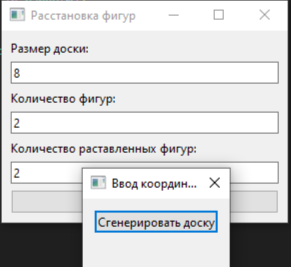 Расстановка фигур
Размер доски:
8
Количество фигур:
2
Количество раставленных фигур:
2
Ввод координ...
Сгенерировать доску